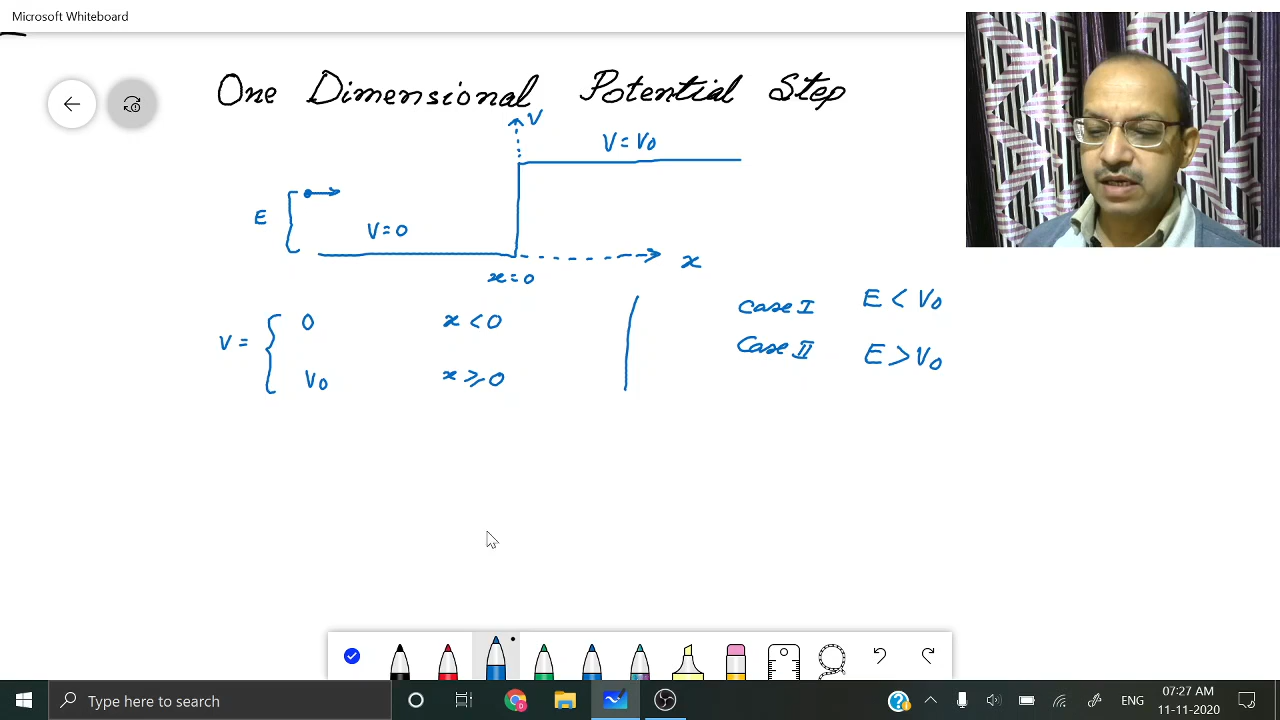 Microsoft Whiteboard
One Dimensional Potential Step
V
V = V0
E
V = 0
x
x = 0
V = { 0 x < 0
V0 x ≥ 0
Case I E < V0
Case II E > V0
Type here to search
ENG
07:27 AM
11-11-2020